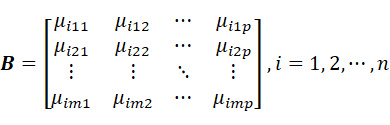 B = [ μi11 μi12 ⋯ μi1p
μi21 μi22 ⋯ μi2p
⋮ ⋮ ⋱ ⋮
μim1 μim2 ⋯ μimp ] , i = 1, 2, ⋯ , n